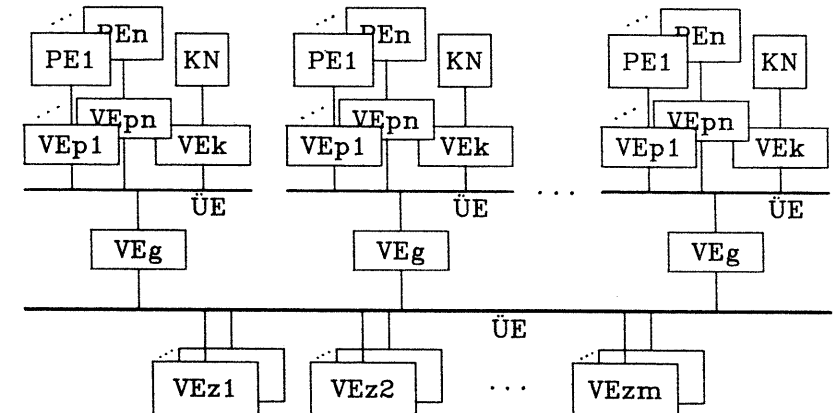 PEn PEn PEn
PE1 KN PE1 KN PE1 KN
VEpn VEpn VEpn
VEp1 VEk VEp1 VEk VEp1 VEk
. . .
ÜE ÜE ÜE
VEg VEg VEg
ÜE
VEz1 VEz2 . . . VEzm